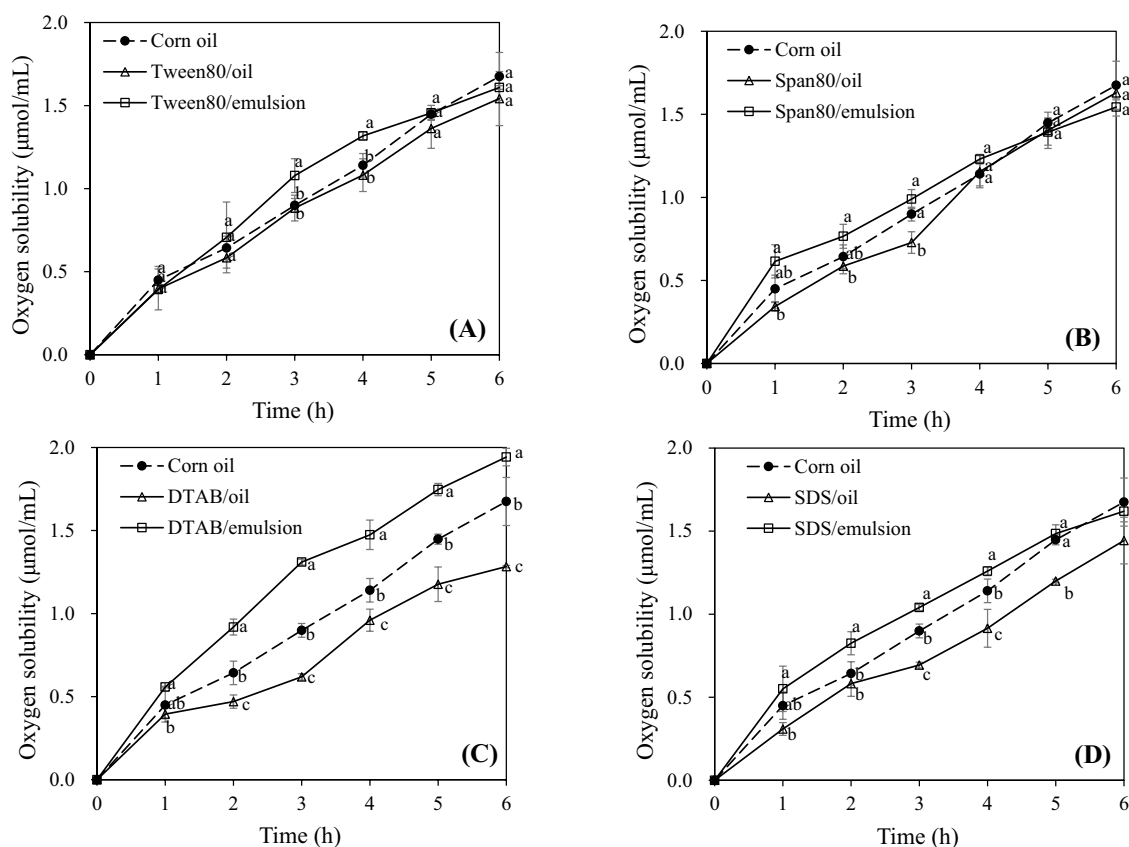 2.0
Corn oil
Tween80/oil
Tween80/emulsion
1.5
1.0
0.5
0.0
Oxygen solubility (µmol/mL)
a
a
a
a
a
a
a
b
b
a
b
b
a
a
a
a
a
a
0 1 2 3 4 5 6
Time (h)
(A)
2.0
Corn oil
Span80/oil
Span80/emulsion
1.5
1.0
0.5
0.0
Oxygen solubility (µmol/mL)
a
ab
b
a
ab
b
a
a
b
a
a
a
a
a
a
a
a
a
0 1 2 3 4 5 6
Time (h)
(B)
2.0
Corn oil
DTAB/oil
DTAB/emulsion
1.5
1.0
0.5
0.0
Oxygen solubility (µmol/mL)
a
ab
b
a
b
c
a
b
c
a
b
c
a
b
c
a
b
c
0 1 2 3 4 5 6
Time (h)
(C)
2.0
Corn oil
SDS/oil
SDS/emulsion
1.5
1.0
0.5
0.0
Oxygen solubility (µmol/mL)
a
ab
b
a
b
b
a
b
c
a
b
c
a
a
b
0 1 2 3 4 5 6
Time (h)
(D)